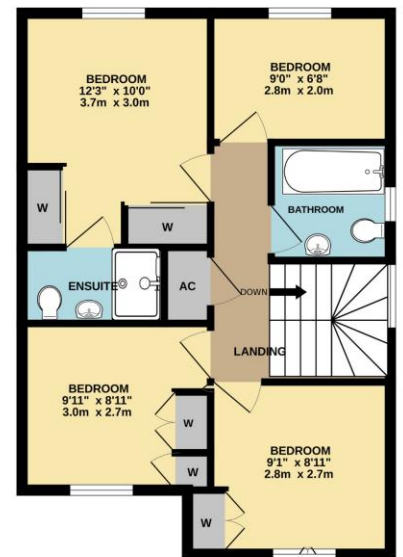 BEDROOM
12'3" x 10'0"
3.7m x 3.0m
BEDROOM
9'0" x 6'8"
2.8m x 2.0m
W
W
BATHROOM
ENSUITE
AC
DOWN
LANDING
BEDROOM
9'11" x 8'11"
3.0m x 2.7m
W
W
BEDROOM
9'1" x 8'11"
2.8m x 2.7m
W